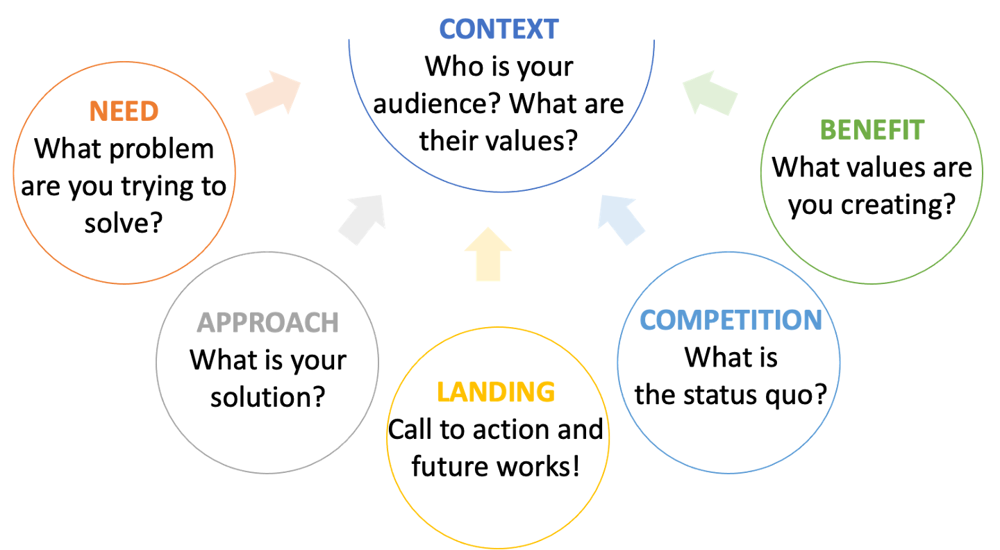 CONTEXT
Who is your
audience? What are
their values?
NEED
What problem
are you trying to
solve?
BENEFIT
What values are
you creating?
APPROACH
What is your
solution?
COMPETITION
What is
the status quo?
LANDING
Call to action and
future works!